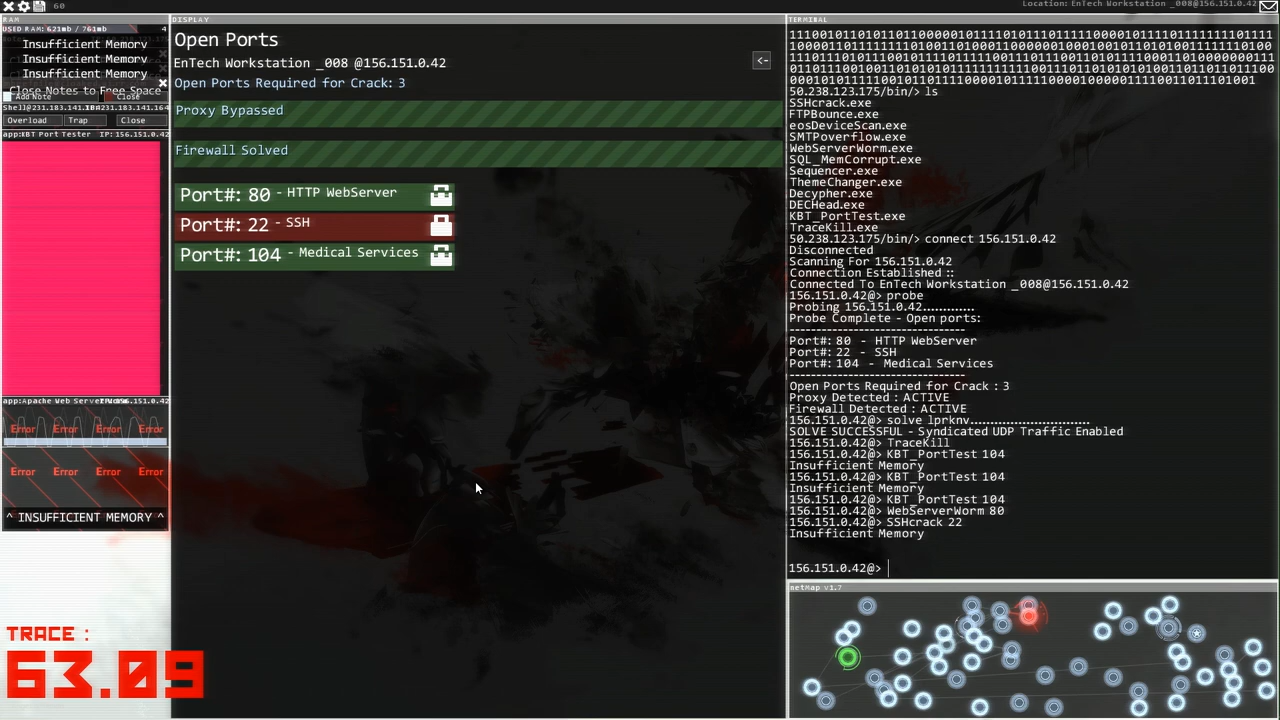 60
Location: EnTech Workstation _008@156.151.0.42
RAM
USED RAM: 621mb / 761mb 4
Insufficient Memory
Insufficient Memory
Insufficient Memory
Close Notes to Free Space
Add Note Close
Overload Trap Close
app:KBT Port Tester IP: 156.151.0.42
app:Apache Web Server
Error Error Error Error
Error Error Error Error
^ INSUFFICIENT MEMORY ^
TRACE :
63.09
DISPLAY
Open Ports
EnTech Workstation _008 @156.151.0.42
<-
Open Ports Required for Crack: 3
Proxy Bypassed
Firewall Solved
Port#: 80 - HTTP WebServer
Port#: 22 - SSH
Port#: 104 - Medical Services
TERMINAL
50.238.123.175/bin/> ls
SSHcrack.exe
FTPBounce.exe
eosDeviceScan.exe
SMTPoverflow.exe
WebServerWorm.exe
SQL_MemCorrupt.exe
Sequencer.exe
ThemeChanger.exe
Decypher.exe
DECHead.exe
KBT_PortTest.exe
TraceKill.exe
50.238.123.175/bin/> connect 156.151.0.42
Disconnected
Scanning For 156.151.0.42
Connection Established ::
Connected To EnTech Workstation _008@156.151.0.42
156.151.0.42@> probe
Probing 156.151.0.42.............
Probe Complete - Open ports:
---------------------------------
Port#: 80 - HTTP WebServer
Port#: 22 - SSH
Port#: 104 - Medical Services
---------------------------------
Open Ports Required for Crack : 3
Proxy Detected : ACTIVE
Firewall Detected : ACTIVE
156.151.0.42@> solve lprknv.............................
SOLVE SUCCESSFUL - Syndicated UDP Traffic Enabled
156.151.0.42@> TraceKill
156.151.0.42@> KBT_PortTest 104
Insufficient Memory
156.151.0.42@> KBT_PortTest 104
Insufficient Memory
156.151.0.42@> KBT_PortTest 104
156.151.0.42@> WebServerWorm 80
156.151.0.42@> SSHcrack 22
Insufficient Memory
156.151.0.42@>
netMap v1.7